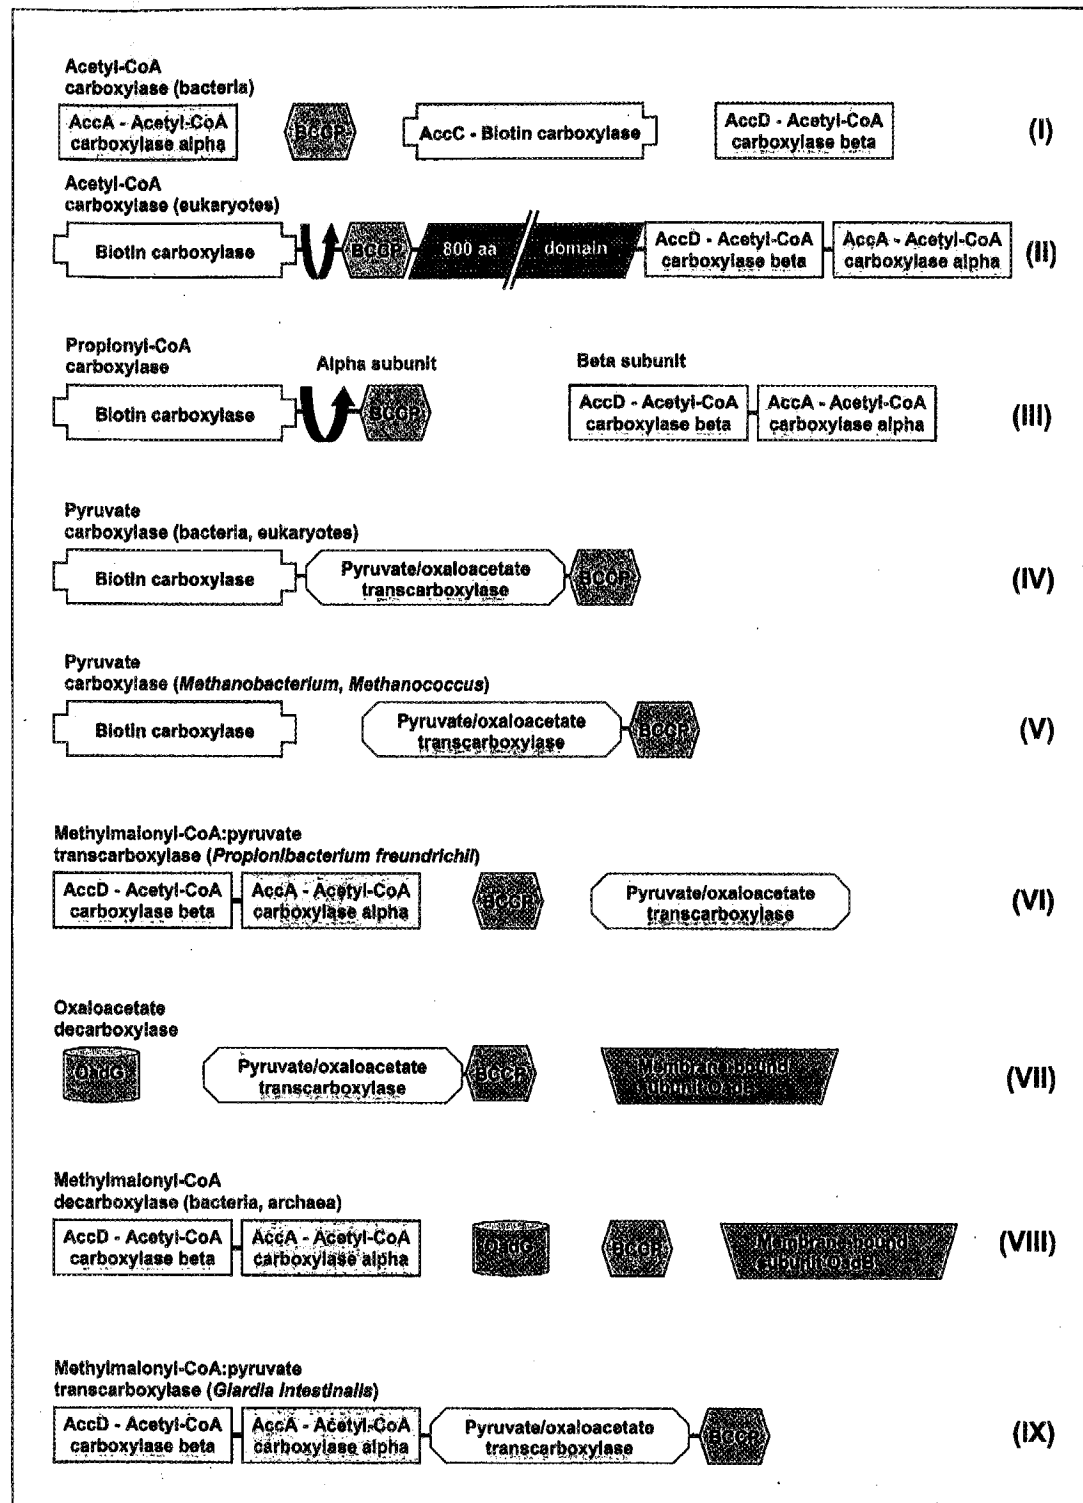 Acetyl-CoA
carboxylase (bacteria)
AccA - Acetyl-CoA
carboxylase alpha
BCCP
AccC - Biotin carboxylase
AccD - Acetyl-CoA
carboxylase beta
(I)
Acetyl-CoA
carboxylase (eukaryotes)
Biotin carboxylase
BCCP
800 aa
domain
AccD - Acetyl-CoA
carboxylase beta
AccA - Acetyl-CoA
carboxylase alpha
(II)
Propionyl-CoA
carboxylase
Alpha subunit
Beta subunit
Biotin carboxylase
BCCP
AccD - Acetyl-CoA
carboxylase beta
AccA - Acetyl-CoA
carboxylase alpha
(III)
Pyruvate
carboxylase (bacteria, eukaryotes)
Biotin carboxylase
Pyruvate/oxaloacetate
transcarboxylase
BCCP
(IV)
Pyruvate
carboxylase (Methanobacterium, Methanococcus)
Biotin carboxylase
Pyruvate/oxaloacetate
transcarboxylase
BCCP
(V)
Methylmalonyl-CoA:pyruvate
transcarboxylase (Propionibacterium freundrichii)
AccD - Acetyl-CoA
carboxylase beta
AccA - Acetyl-CoA
carboxylase alpha
BCCP
Pyruvate/oxaloacetate
transcarboxylase
(VI)
Oxaloacetate
decarboxylase
OadG
Pyruvate/oxaloacetate
transcarboxylase
BCCP
Membrane-bound
subunit OadB
(VII)
Methylmalonyl-CoA
decarboxylase (bacteria, archaea)
AccD - Acetyl-CoA
carboxylase beta
AccA - Acetyl-CoA
carboxylase alpha
OadG
BCCP
Membrane-bound
subunit OadB
(VIII)
Methylmalonyl-CoA:pyruvate
transcarboxylase (Giardia intestinalis)
AccD - Acetyl-CoA
carboxylase beta
AccA - Acetyl-CoA
carboxylase alpha
Pyruvate/oxaloacetate
transcarboxylase
BCCP
(IX)